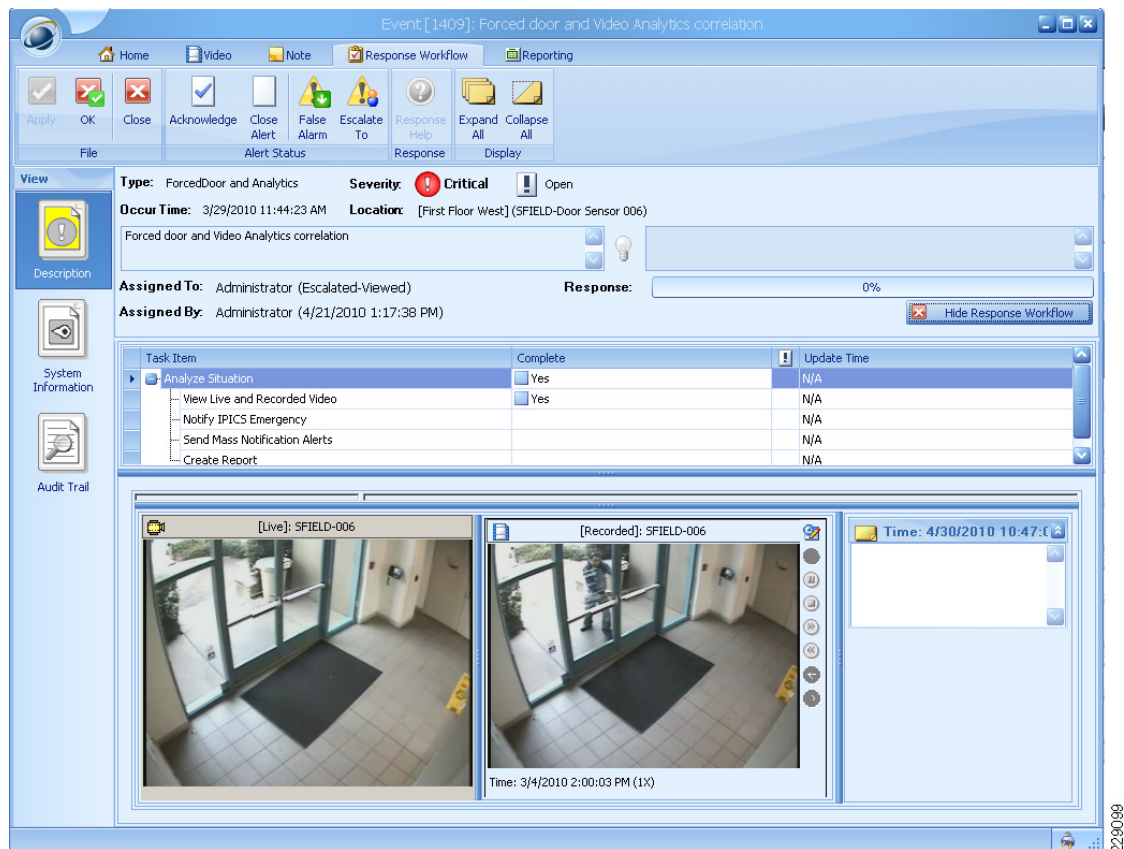 Event [1409]: Forced door and Video Analytics correlation
Home Video Note Response Workflow Reporting
Apply OK Close Acknowledge Close Alert False Alarm Escalate To Response Help Expand All Collapse All
File Alert Status Response Display
View
Description
System Information
Audit Trail
Type: ForcedDoor and Analytics Severity: Critical Open
Occur Time: 3/29/2010 11:44:23 AM Location: [First Floor West] (SFIELD-Door Sensor 006)
Forced door and Video Analytics correlation
Assigned To: Administrator (Escalated-Viewed) Response: 0%
Assigned By: Administrator (4/21/2010 1:17:38 PM) Hide Response Workflow
Task Item Complete Update Time
Analyze Situation Yes N/A
View Live and Recorded Video Yes N/A
Notify IPICS Emergency N/A
Send Mass Notification Alerts N/A
Create Report N/A
[Live]: SFIELD-006 [Recorded]: SFIELD-006 Time: 4/30/2010 10:47:
Time: 3/4/2010 2:00:03 PM (1X)
229099